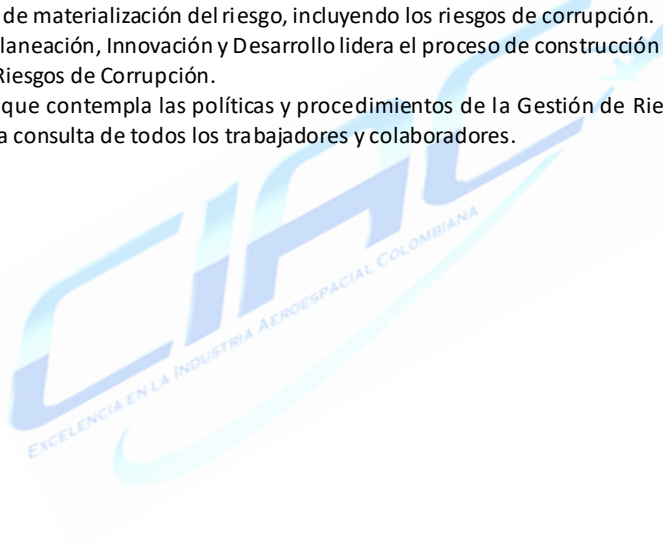 de materialización del riesgo, incluyendo los riesgos de corrupción.
laneación, Innovación y Desarrollo lidera el proceso de construcción
Riesgos de Corrupción.
que contempla las políticas y procedimientos de la Gestión de Rie
a consulta de todos los trabajadores y colaboradores.
CIAC
EXCELENCIA EN LA INDUSTRIA AEROESPACIAL COLOMBIANA